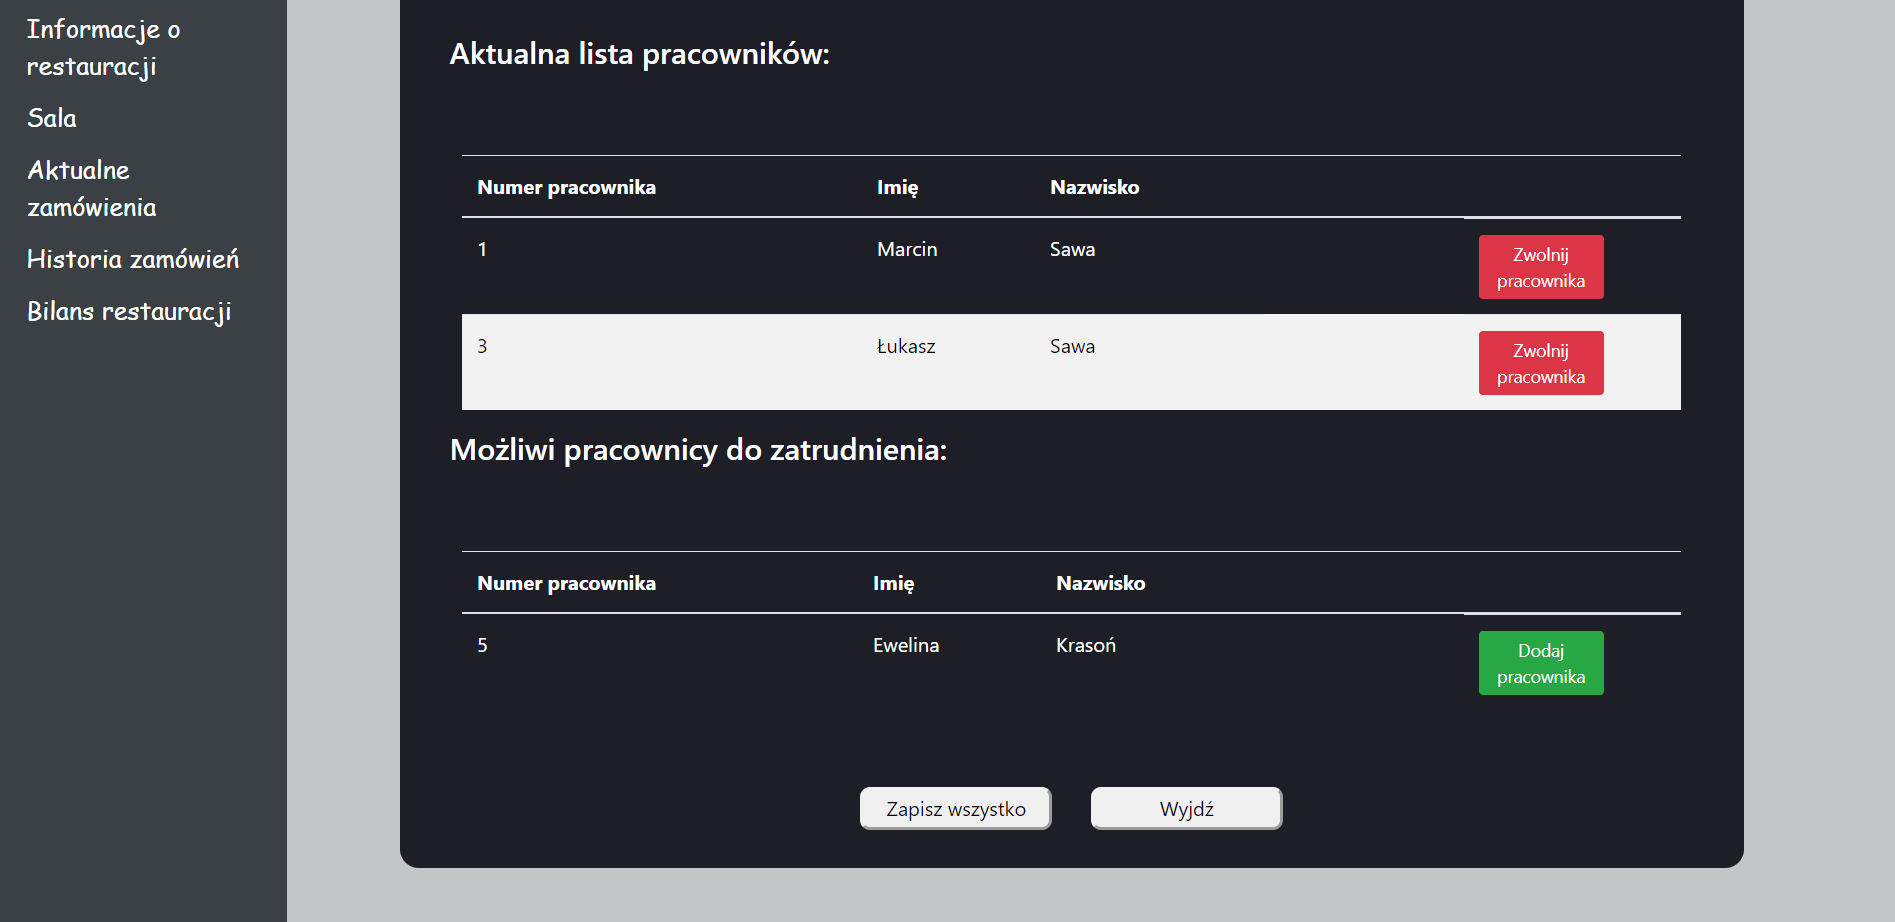 Informacje o
restauracji
Sala
Aktualne
zamówienia
Historia zamówień
Bilans restauracji
Aktualna lista pracowników:
Numer pracownika Imię Nazwisko
1 Marcin Sawa Zwolnij
pracownika
3 Łukasz Sawa Zwolnij
pracownika
Możliwi pracownicy do zatrudnienia:
Numer pracownika Imię Nazwisko
5 Ewelina Krasoń Dodaj
pracownika
Zapisz wszystko Wyjdź